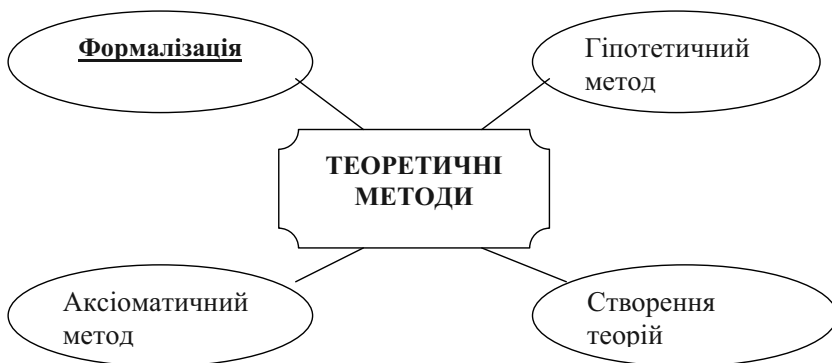 Формалізація
Гіпотетичний
метод
ТЕОРЕТИЧНІ
МЕТОДИ
Аксіоматичний
метод
Створення
теорій